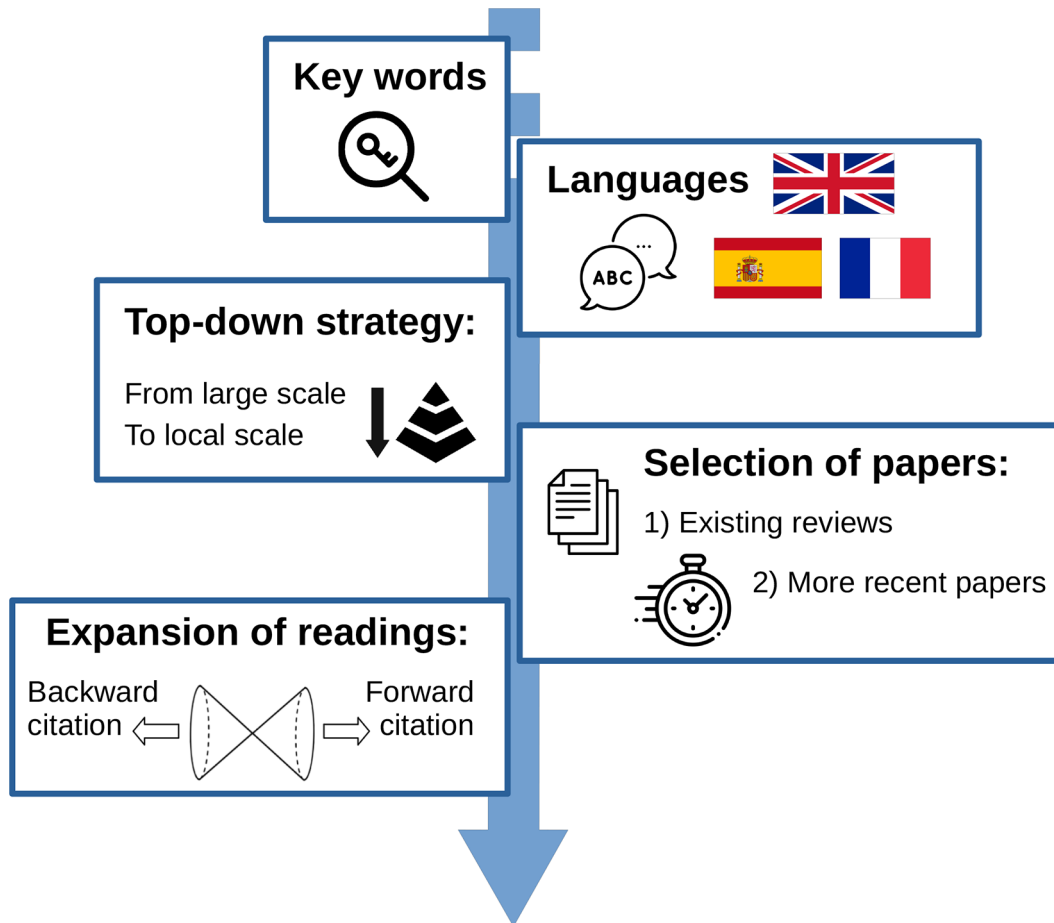 Key words
Languages
...
ABC
Top-down strategy:
From large scale
To local scale
Selection of papers:
1) Existing reviews
2) More recent papers
Expansion of readings:
Backward
citation
Forward
citation